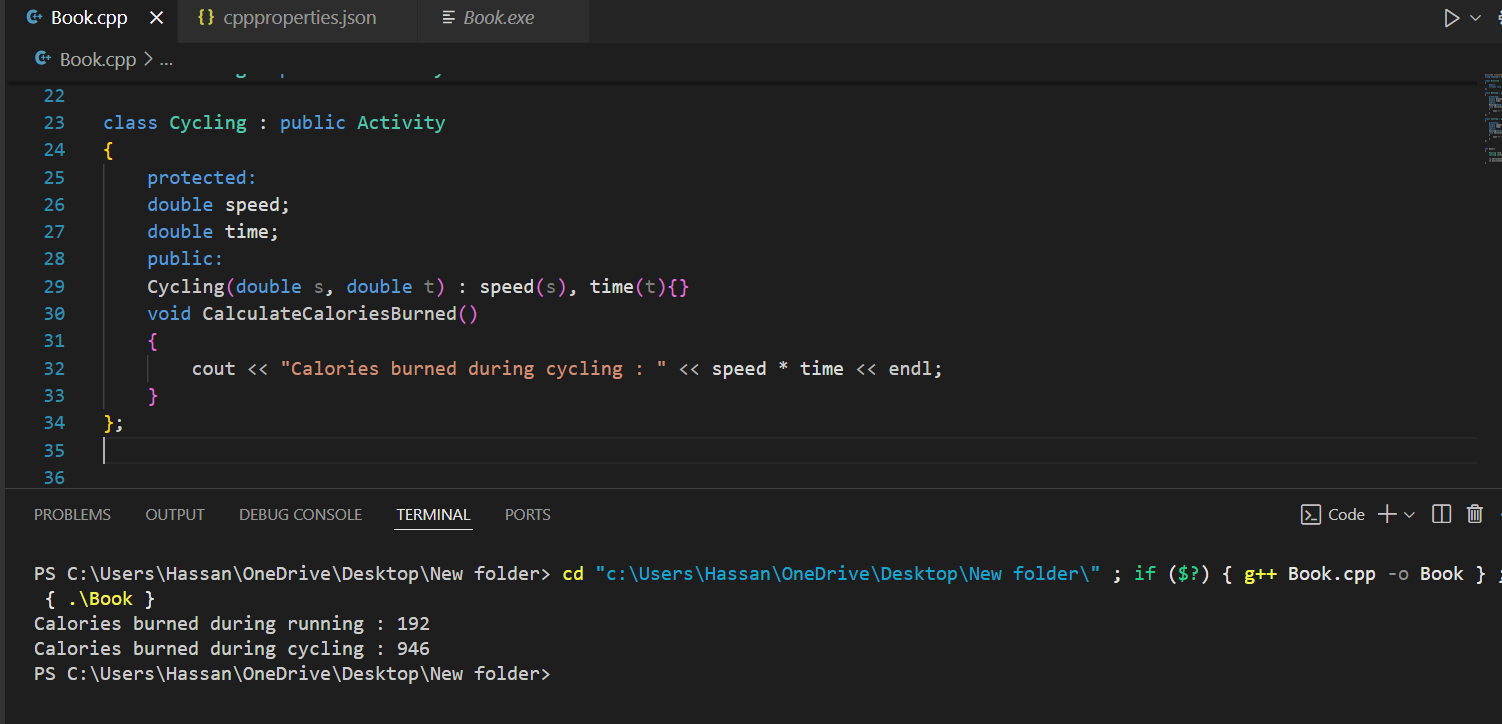 Book.cpp cppproperties.json Book.exe
Book.cpp > ...
22
23 class Cycling : public Activity
24 {
25     protected:
26     double speed;
27     double time;
28     public:
29     Cycling(double s, double t) : speed(s), time(t){}
30     void CalculateCaloriesBurned()
31     {
32         cout << "Calories burned during cycling : " << speed * time << endl;
33     }
34 };
35
36
PROBLEMS OUTPUT DEBUG CONSOLE TERMINAL PORTS Code
PS C:\Users\Hassan\OneDrive\Desktop\New folder> cd "c:\Users\Hassan\OneDrive\Desktop\New folder\" ; if ($?) { g++ Book.cpp -o Book } ;
 { .\Book }
Calories burned during running : 192
Calories burned during cycling : 946
PS C:\Users\Hassan\OneDrive\Desktop\New folder>